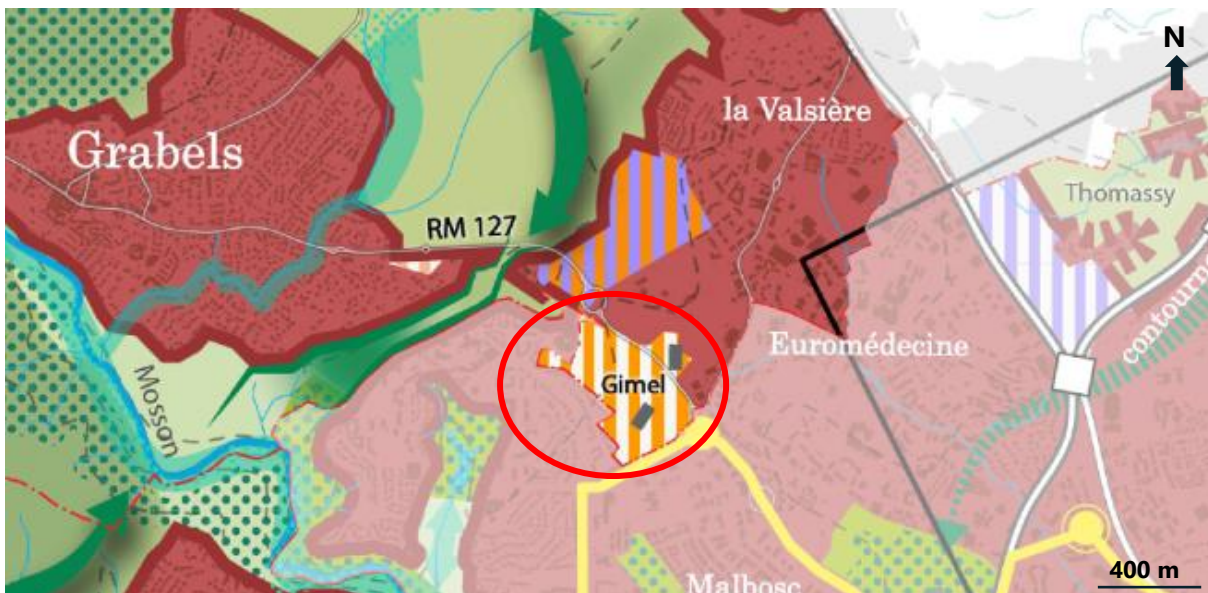 N
la Valsière
Grabels
Thomassy
RM 127
contourne
Euromédecine
Gimel
Mosson
Malbosc
400 m